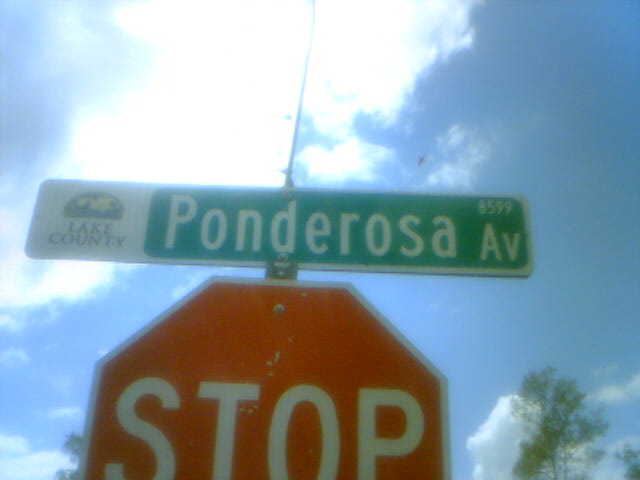 LAKE
COUNTY
Ponderosa Av
8599
STOP